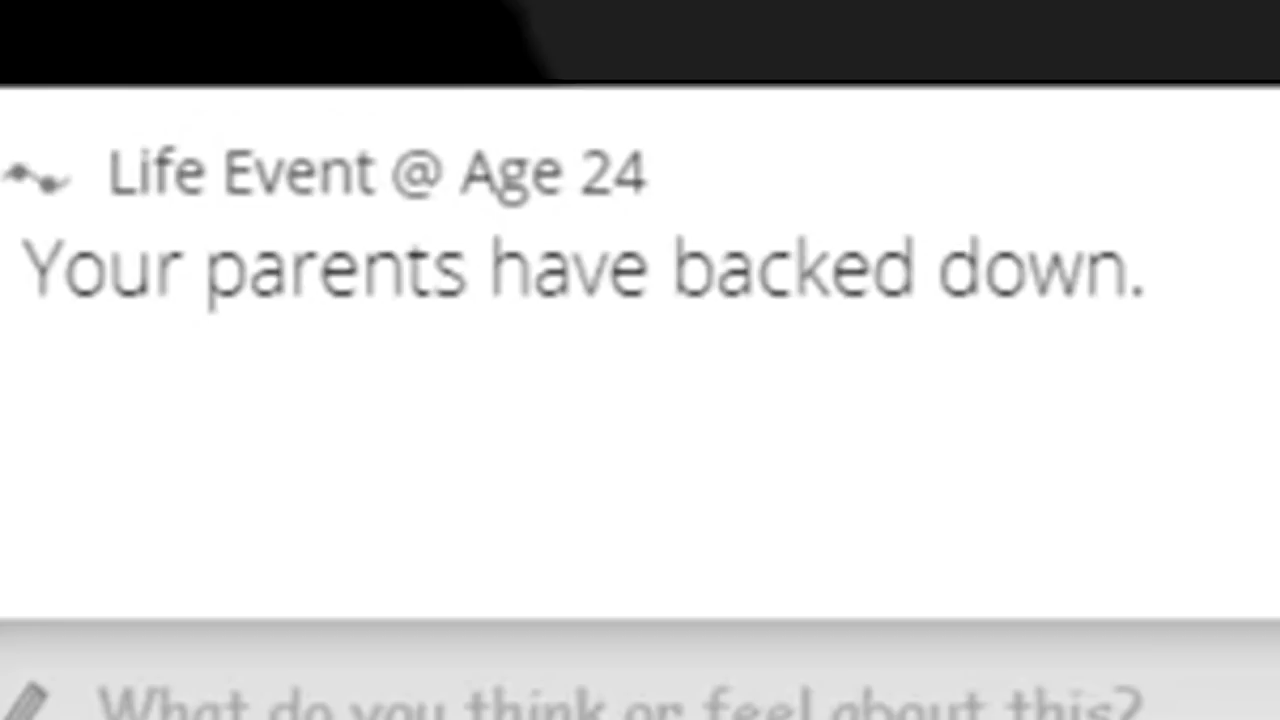 Life Event @ Age 24
Your parents have backed down.
What do you think or feel about this?